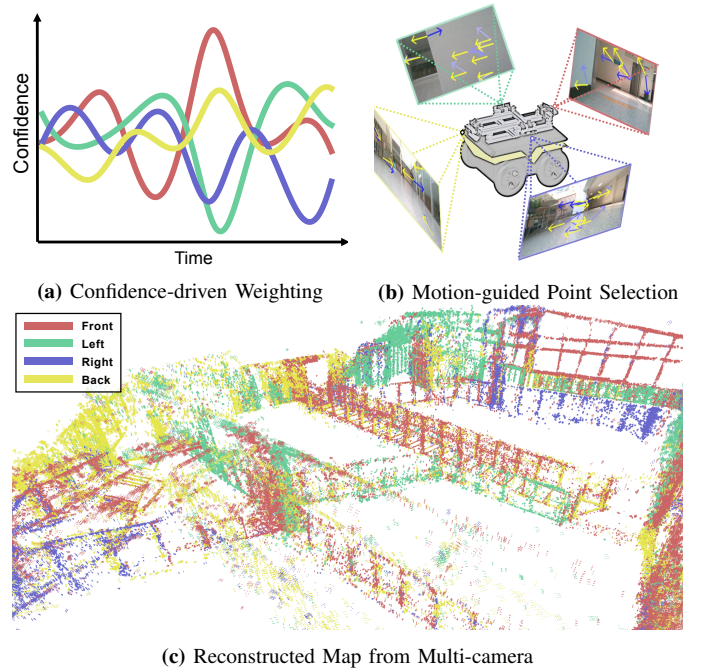 Confidence
Time
(a) Confidence-driven Weighting
(b) Motion-guided Point Selection
Front
Left
Right
Back
(c) Reconstructed Map from Multi-camera